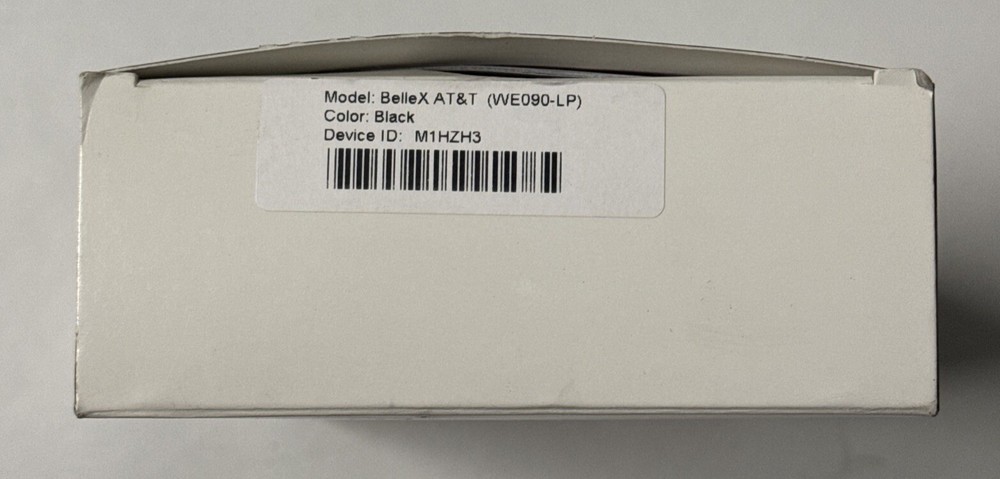 Model: BelleX AT&T (WE090-LP)
Color: Black
Device ID: M1HZH3